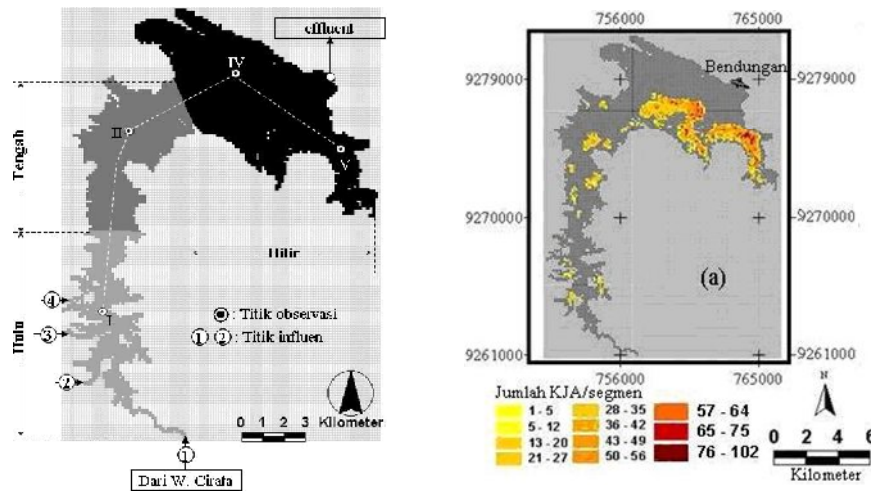 effluent
IV
II
V
I
Tengah
Hilir
Hulu
4
3
2
1
: Titik observasi
1 2 : Titik influen
Kilometer
0 1 2 3
Dari W. Cirata
756000 765000
Bendungan
9279000 9279000
9270000 9270000
(a)
9261000 9261000
756000 765000
Jumlah KJA/segmen
1 - 5 28 - 35 57 - 64
5 - 12 36 - 42 65 - 75
13 - 20 43 - 49 76 - 102
21 - 27 50 - 56
N
0 2 4 6
Kilometer